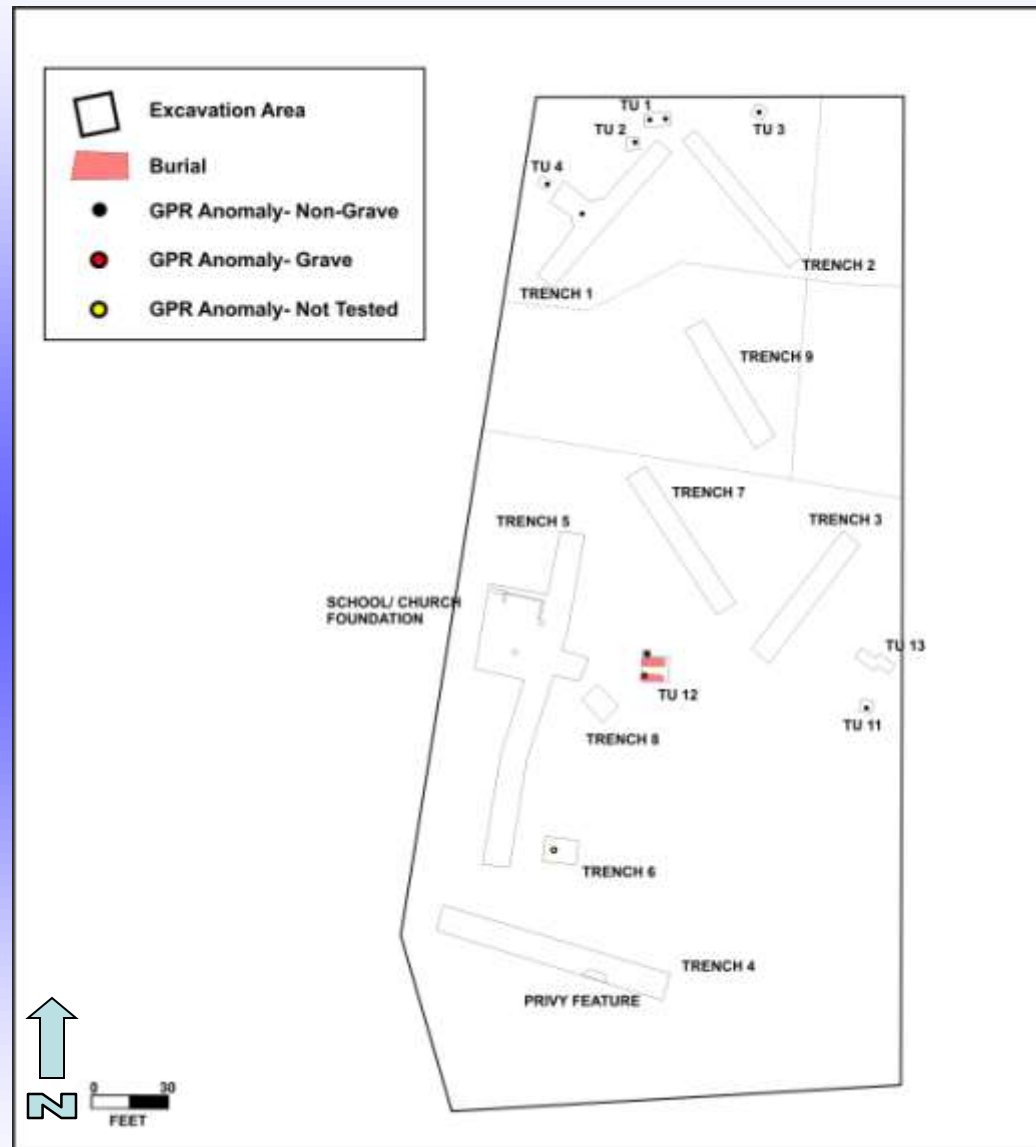 Excavation Area
Burial
GPR Anomaly- Non-Grave
GPR Anomaly- Grave
GPR Anomaly- Not Tested
TU 1
TU 2
TU 3
TU 4
TRENCH 2
TRENCH 1
TRENCH 9
TRENCH 7
TRENCH 5
TRENCH 3
SCHOOL/ CHURCH
FOUNDATION
TU 13
TU 12
TU 11
TRENCH 8
TRENCH 6
TRENCH 4
PRIVY FEATURE
N
0 30
FEET